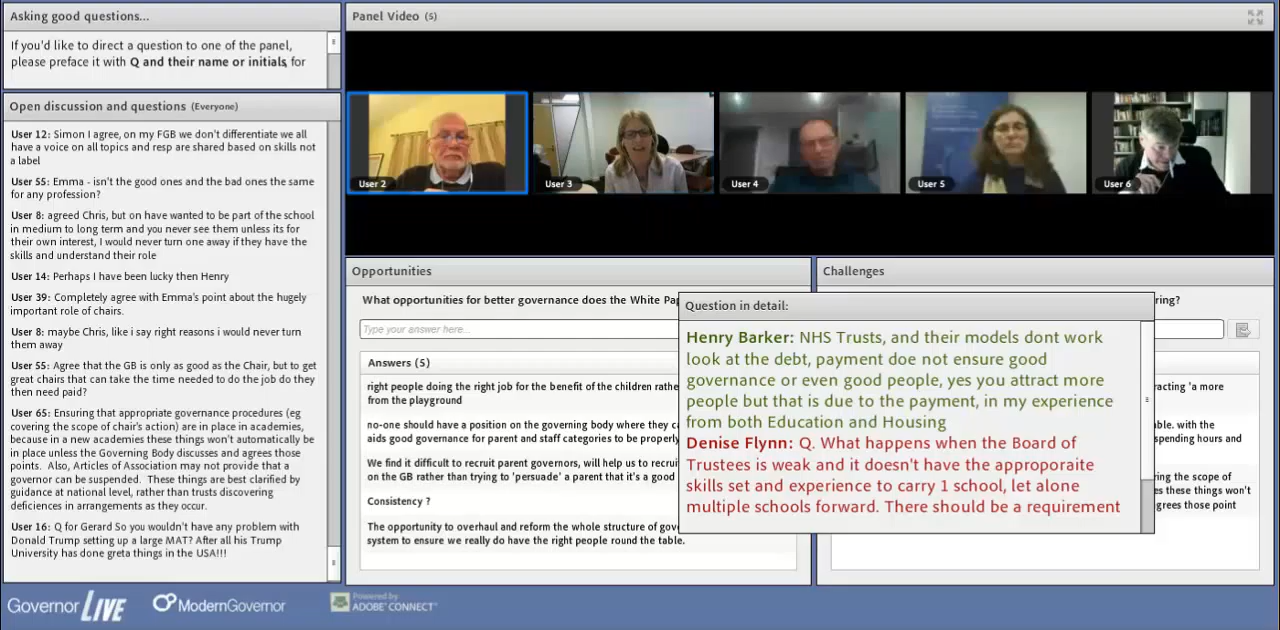 Asking good questions...
If you'd like to direct a question to one of the panel,
please preface it with Q and their name or initials, for
Open discussion and questions (Everyone)
User 12: Simon I agree, on my FGB we don't differentiate we all
have a voice on all topics and resp are shared based on skills not
a label
User 55: Emma - isn't the good ones and the bad ones the same
for any profession?
User 8: agreed Chris, but on have wanted to be part of the school
in medium to long term and you never see them unless its for
their own interest, I would never turn one away if they have the
skills and understand their role
User 14: Perhaps I have been lucky then Henry
User 39: Completely agree with Emma's point about the hugely
important role of chairs.
User 8: maybe Chris, like i say right reasons i would never turn
them away
User 55: Agree that the GB is only as good as the Chair, but to get
great chairs that can take the time needed to do the job do they
then need paid?
User 65: Ensuring that appropriate governance procedures (eg
covering the scope of chair's action) are in place in academies,
because in a new academies these things won't automatically be
in place unless the Governing Body discusses and agrees those
points.  Also, Articles of Association may not provide that a
governor can be suspended.  These things are best clarified by
guidance at national level, rather than trusts discovering
deficiences in arrangements as they occur.
User 16: Q for Gerard So you wouldn't have any problem with
Donald Trump setting up a large MAT? After all his Trump
University has done greta things in the USA!!!
Panel Video (5)
User 2
User 3
User 4
User 5
User 6
Opportunities
What opportunities for better governance does the White Pap
Type your answer here...
Answers (5)
right people doing the right job for the benefit of the children rathe
from the playground
no-one should have a position on the governing body where they ca
aids good governance for parent and staff categories to be properly
We find it difficult to recruit parent governors, will help us to recrui
on the GB rather than trying to 'persuade' a parent that it's a good
Consistency ?
The opportunity to overhaul and reform the whole structure of gove
system to ensure we really do have the right people round the table.
Challenges
ring?
racting 'a more
able. with the
spending hours and
ring the scope of
es these things won't
grees those point
Question in detail:
Henry Barker: NHS Trusts, and their models dont work
look at the debt, payment doe not ensure good
governance or even good people, yes you attract more
people but that is due to the payment, in my experience
from both Education and Housing
Denise Flynn: Q. What happens when the Board of
Trustees is weak and it doesn't have the approporaite
skills set and experience to carry 1 school, let alone
multiple schools forward. There should be a requirement
Governor LIVE
ModernGovernor
Powered by
ADOBE® CONNECT™